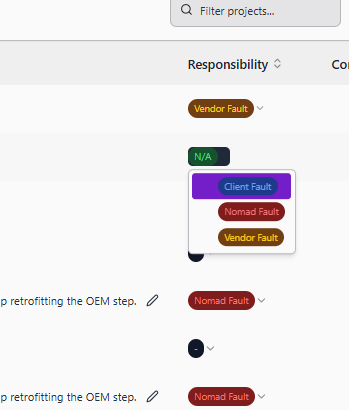 Filter projects...
Responsibility
Co
Vendor Fault
N/A
Client Fault
Nomad Fault
Vendor Fault
p retrofitting the OEM step.
Nomad Fault
-
p retrofitting the OEM step.
Nomad Fault